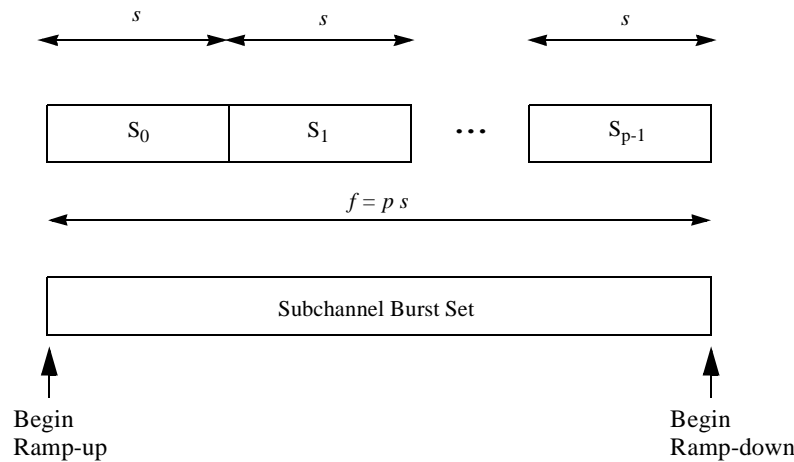 s s s
S0 S1 ... Sp-1
f = p s
Subchannel Burst Set
Begin Begin
Ramp-up Ramp-down